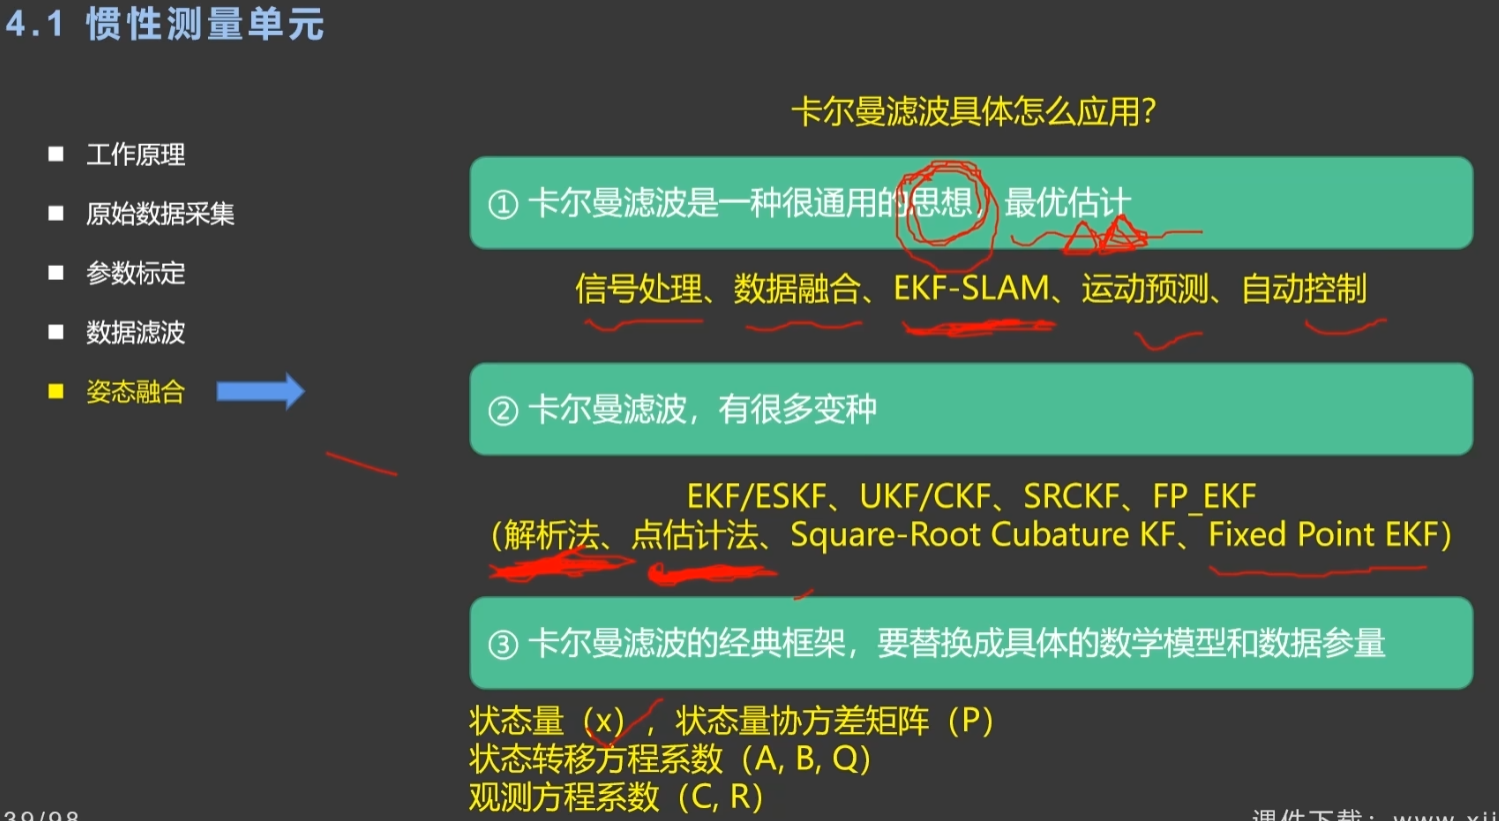 4.1 惯性测量单元
工作原理
原始数据采集
参数标定
数据滤波
姿态融合
卡尔曼滤波具体怎么应用？
① 卡尔曼滤波是一种很通用的思想，最优估计
信号处理、数据融合、EKF-SLAM、运动预测、自动控制
② 卡尔曼滤波，有很多变种
EKF/ESKF、UKF/CKF、SRCKF、FP_EKF
（解析法、点估计法、Square-Root Cubature KF、Fixed Point EKF）
③ 卡尔曼滤波的经典框架，要替换成具体的数学模型和数据参量
状态量（x），状态量协方差矩阵（P）
状态转移方程系数（A, B, Q）
观测方程系数（C, R）
39/98
课件下载：www.xii